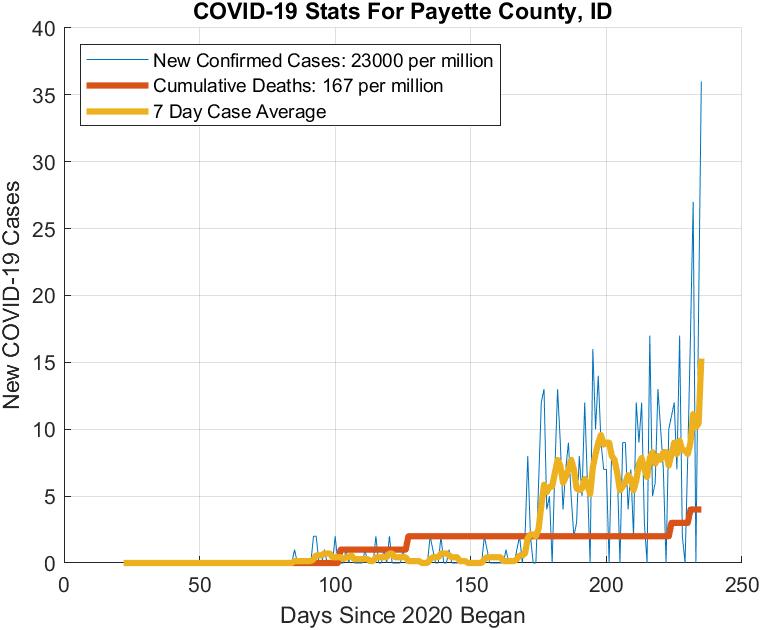 COVID-19 Stats For Payette County, ID
New Confirmed Cases: 23000 per million
Cumulative Deaths: 167 per million
7 Day Case Average
New COVID-19 Cases
40
35
30
25
20
15
10
5
0
0 50 100 150 200 250
Days Since 2020 Began